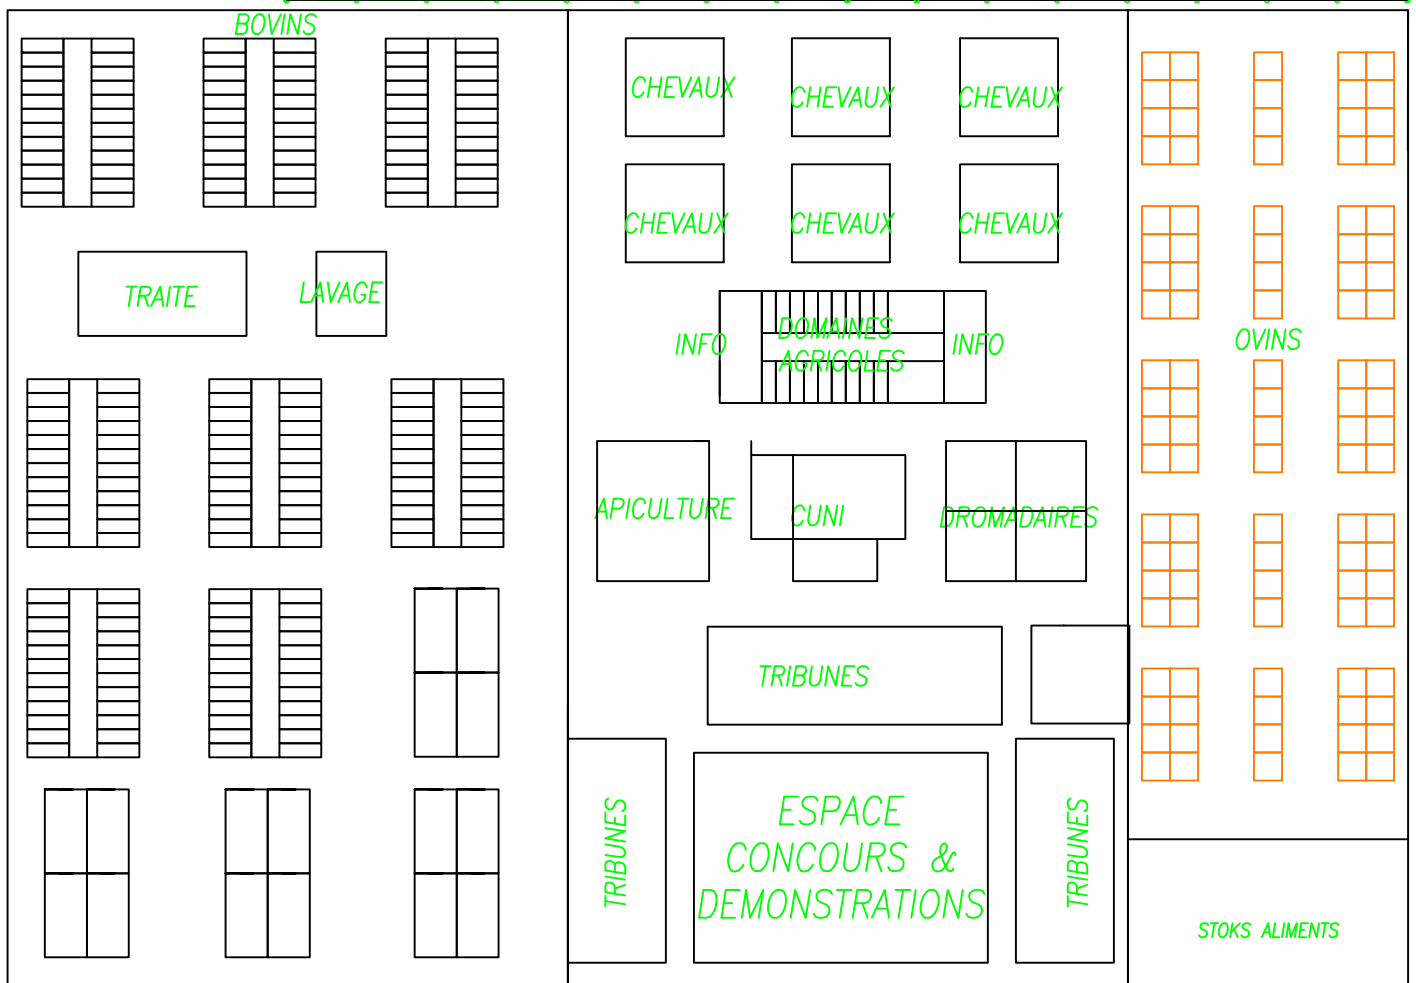 BOVINS
CHEVAUX
CHEVAUX
CHEVAUX
CHEVAUX
CHEVAUX
CHEVAUX
TRAITE
LAVAGE
INFO
DOMAINES
AGRICOLES
INFO
OVINS
APICULTURE
CUNI
DROMADAIRES
TRIBUNES
TRIBUNES
ESPACE
CONCOURS &
DEMONSTRATIONS
TRIBUNES
STOKS ALIMENTS